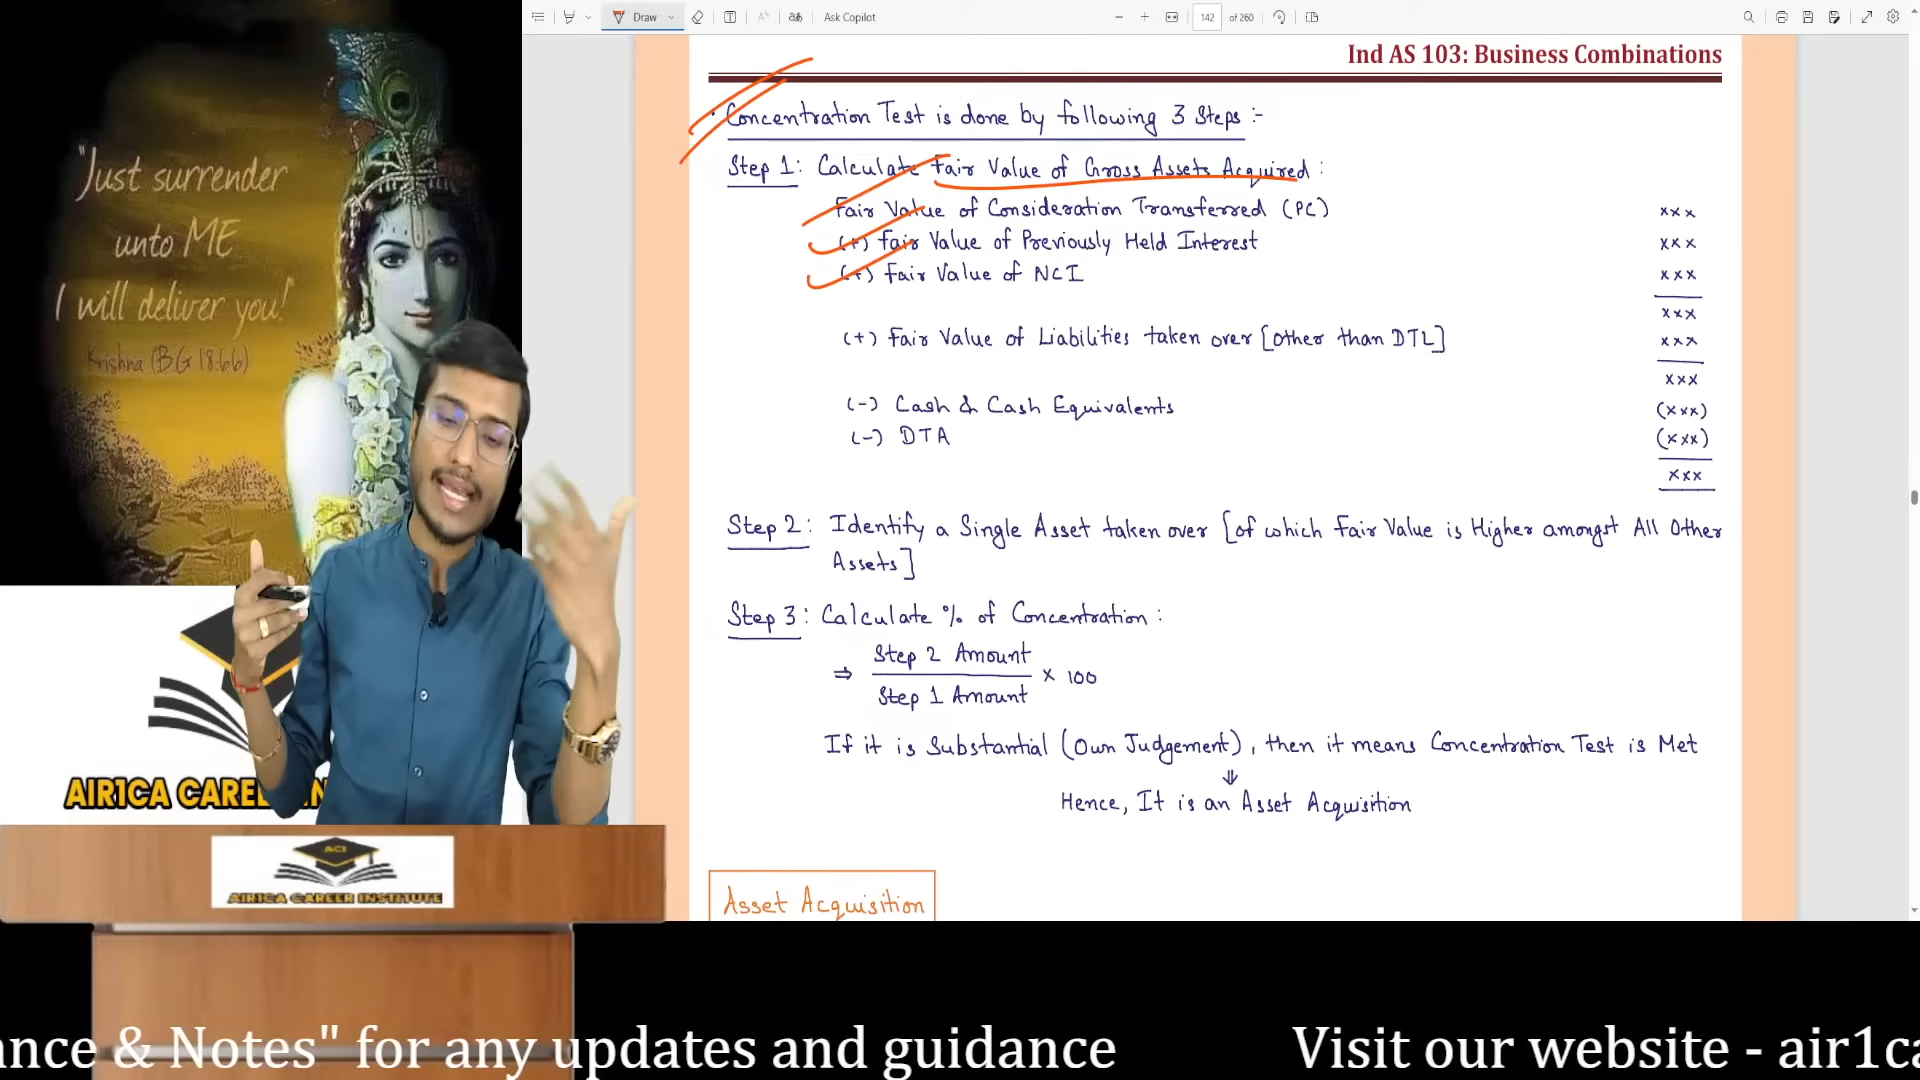 Draw
Ask Copilot
142 of 260
Ind AS 103: Business Combinations
Concentration Test is done by following 3 Steps :-
Step 1: Calculate Fair Value of Gross Assets Acquired :
Fair Value of Consideration Transferred (PC) xxx
(+) Fair Value of Previously Held Interest xxx
(+) Fair Value of NCI xxx
xxx
(+) Fair Value of Liabilities taken over [Other than DTL] xxx
xxx
(-) Cash & Cash Equivalents (xxx)
(-) DTA (xxx)
xxx
Step 2: Identify a Single Asset taken over [of which Fair Value is Higher amongst All Other
Assets]
Step 3: Calculate % of Concentration :
⇒ Step 2 Amount
Step 1 Amount
× 100
If it is Substantial (Own Judgement), then it means Concentration Test is Met
⇓
Hence, It is an Asset Acquisition
Asset Acquisition
"Just surrender
unto ME
I will deliver you!"
Krishna (B.G 18:66)
AIR1CA CAREE
ACI
AIR1CA CAREER INSTITUTE
ance & Notes" for any updates and guidance Visit our website - air1ca